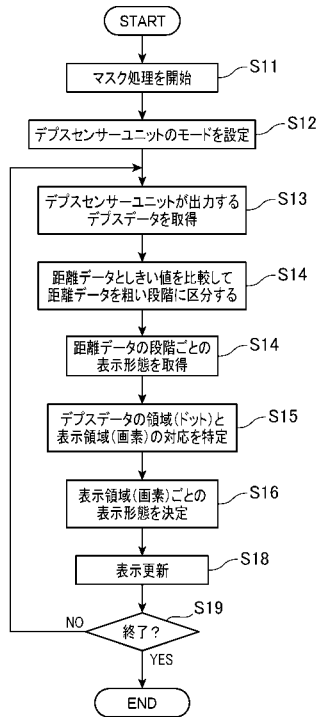 START
マスク処理を開始
S11
デプスセンサーユニットのモードを設定
S12
デプスセンサーユニットが出力する
デプスデータを取得
S13
距離データとしきい値を比較して
距離データを粗い段階に区分する
S14
距離データの段階ごとの
表示形態を取得
S14
デプスデータの領域(ドット)と
表示領域(画素)の対応を特定
S15
表示領域(画素)ごとの
表示形態を決定
S16
表示更新
S18
終了?
S19
NO
YES
END